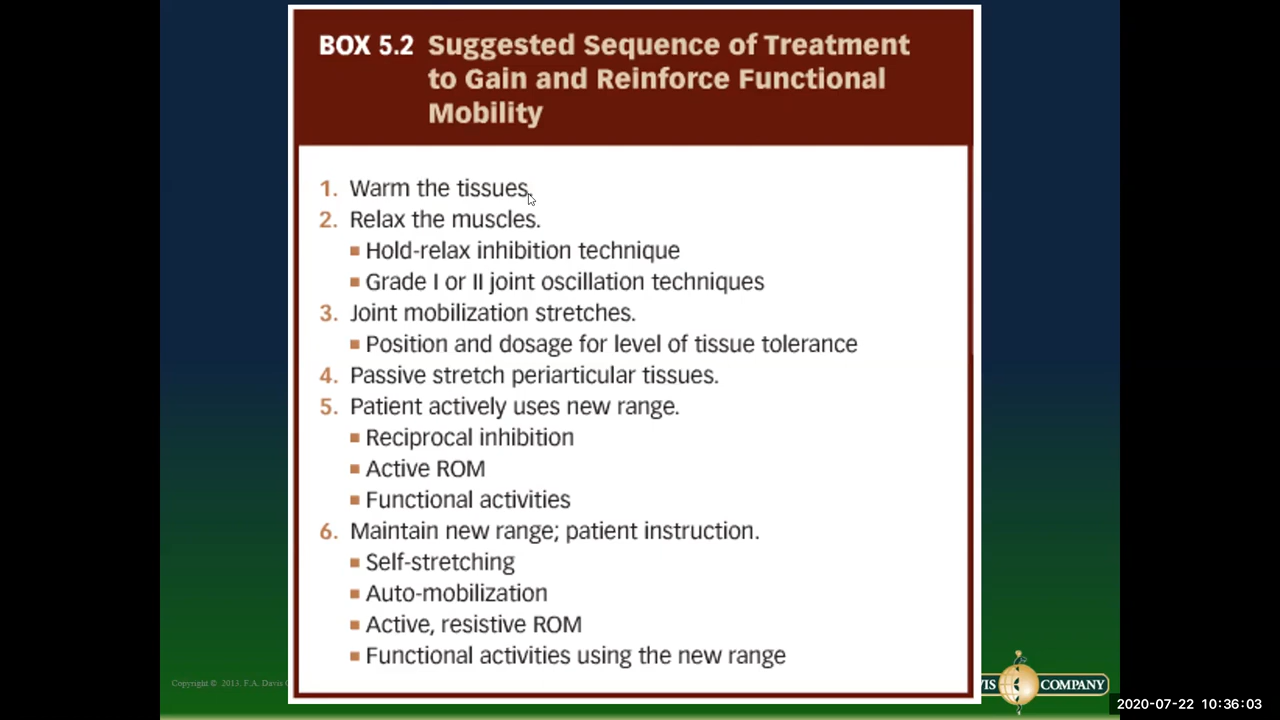 BOX 5.2 Suggested Sequence of Treatment
to Gain and Reinforce Functional
Mobility
1. Warm the tissues.
2. Relax the muscles.
■ Hold-relax inhibition technique
■ Grade I or II joint oscillation techniques
3. Joint mobilization stretches.
■ Position and dosage for level of tissue tolerance
4. Passive stretch periarticular tissues.
5. Patient actively uses new range.
■ Reciprocal inhibition
■ Active ROM
■ Functional activities
6. Maintain new range; patient instruction.
■ Self-stretching
■ Auto-mobilization
■ Active, resistive ROM
■ Functional activities using the new range
Copyright © 2013. F.A. Davis
COMPANY
2020-07-22 10:36:03